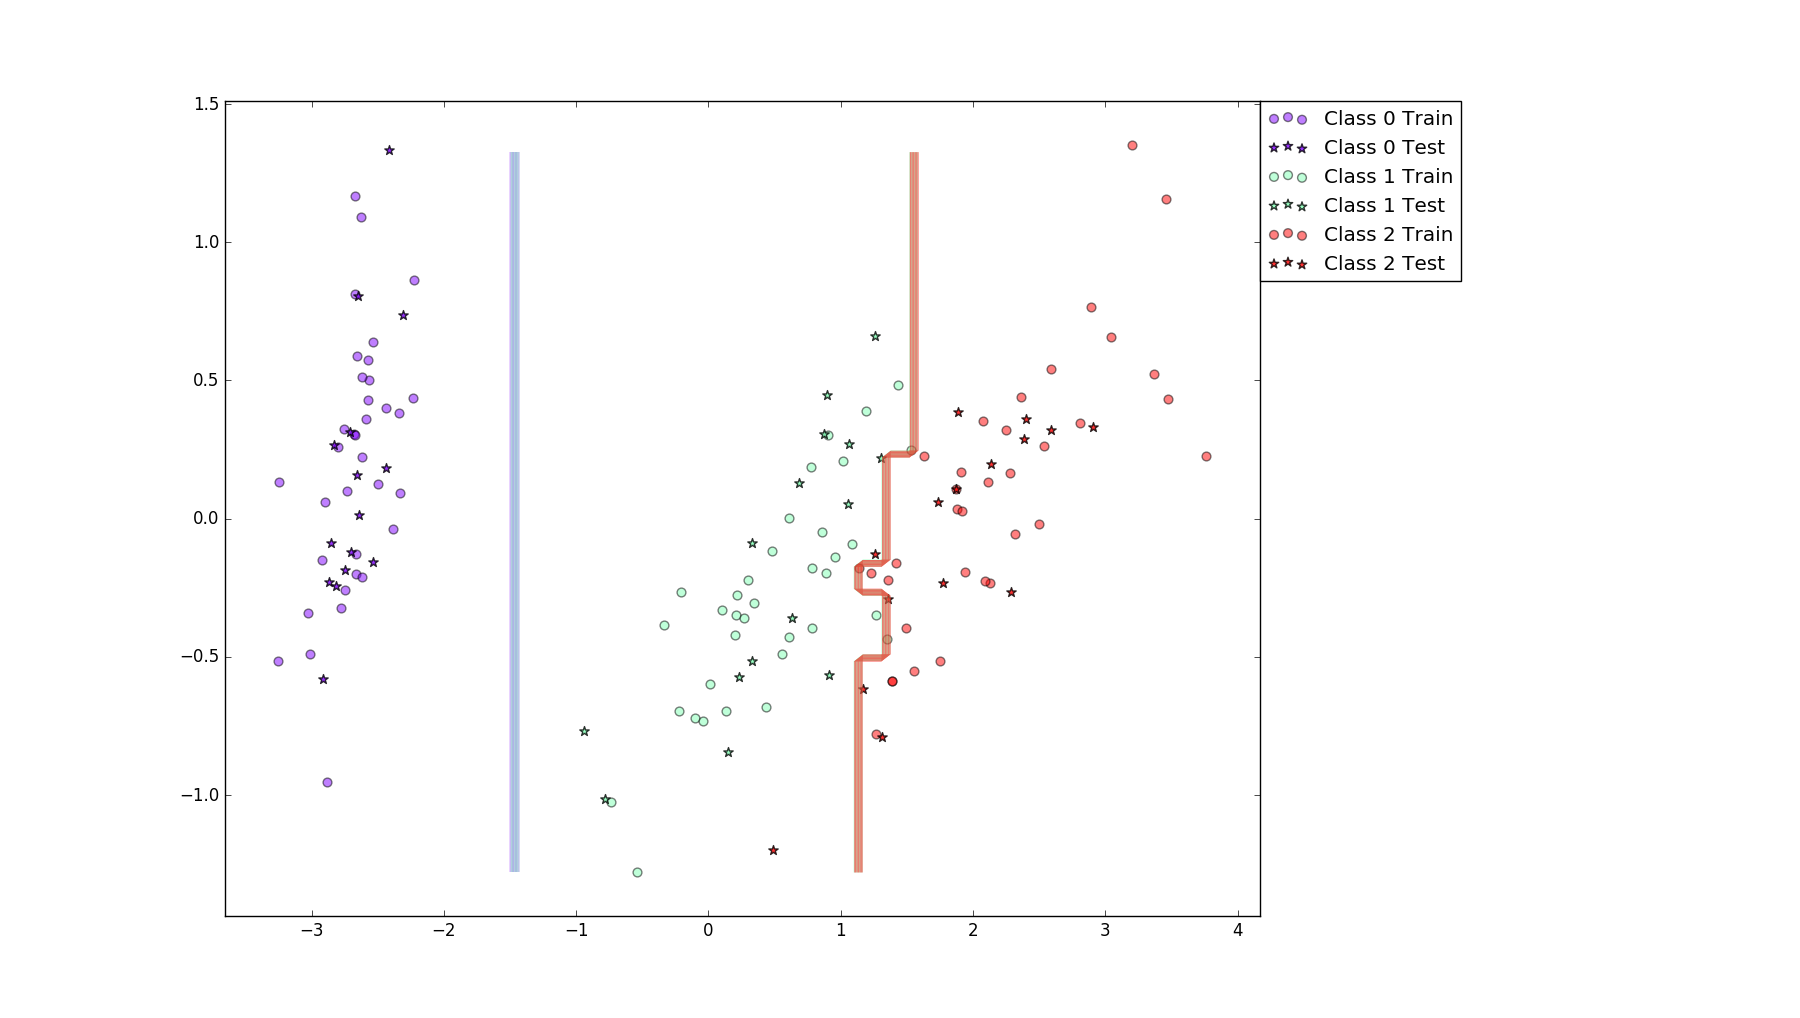 1.5
1.0
0.5
0.0
−0.5
−1.0
−3
−2
−1
0
1
2
3
4
Class 0 Train
Class 0 Test
Class 1 Train
Class 1 Test
Class 2 Train
Class 2 Test